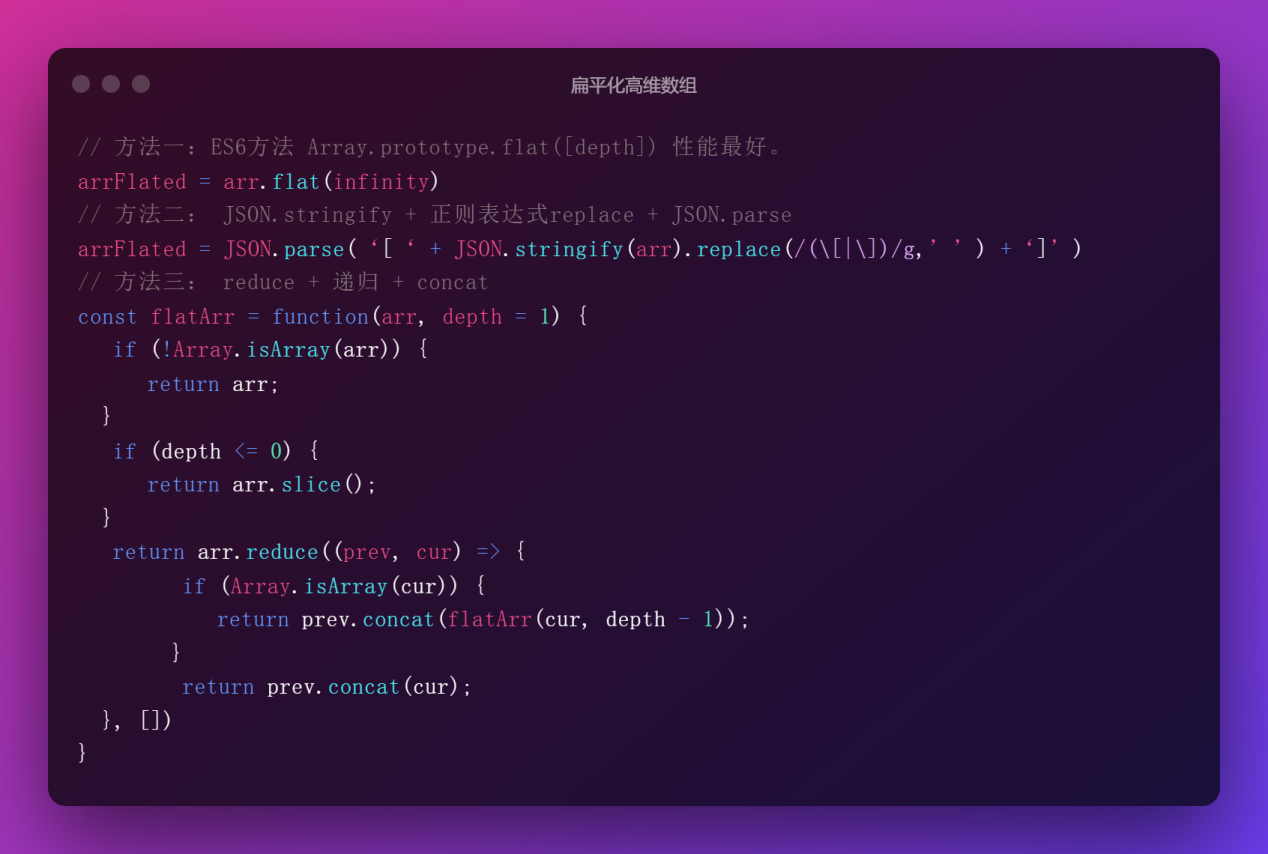 扁平化高维数组
// 方法一：ES6方法 Array.prototype.flat([depth]) 性能最好。
arrFlated = arr.flat(infinity)
// 方法二： JSON.stringify + 正则表达式replace + JSON.parse
arrFlated = JSON.parse( ‘[ ‘ + JSON.stringify(arr).replace(/(\[|\])/g,’ ’ ) + ‘]’ )
// 方法三： reduce + 递归 + concat
const flatArr = function(arr, depth = 1) {
   if (!Array.isArray(arr)) {
      return arr;
  }
   if (depth <= 0) {
      return arr.slice();
  }
   return arr.reduce((prev, cur) => {
         if (Array.isArray(cur)) {
            return prev.concat(flatArr(cur, depth - 1));
        }
         return prev.concat(cur);
  }, [])
}